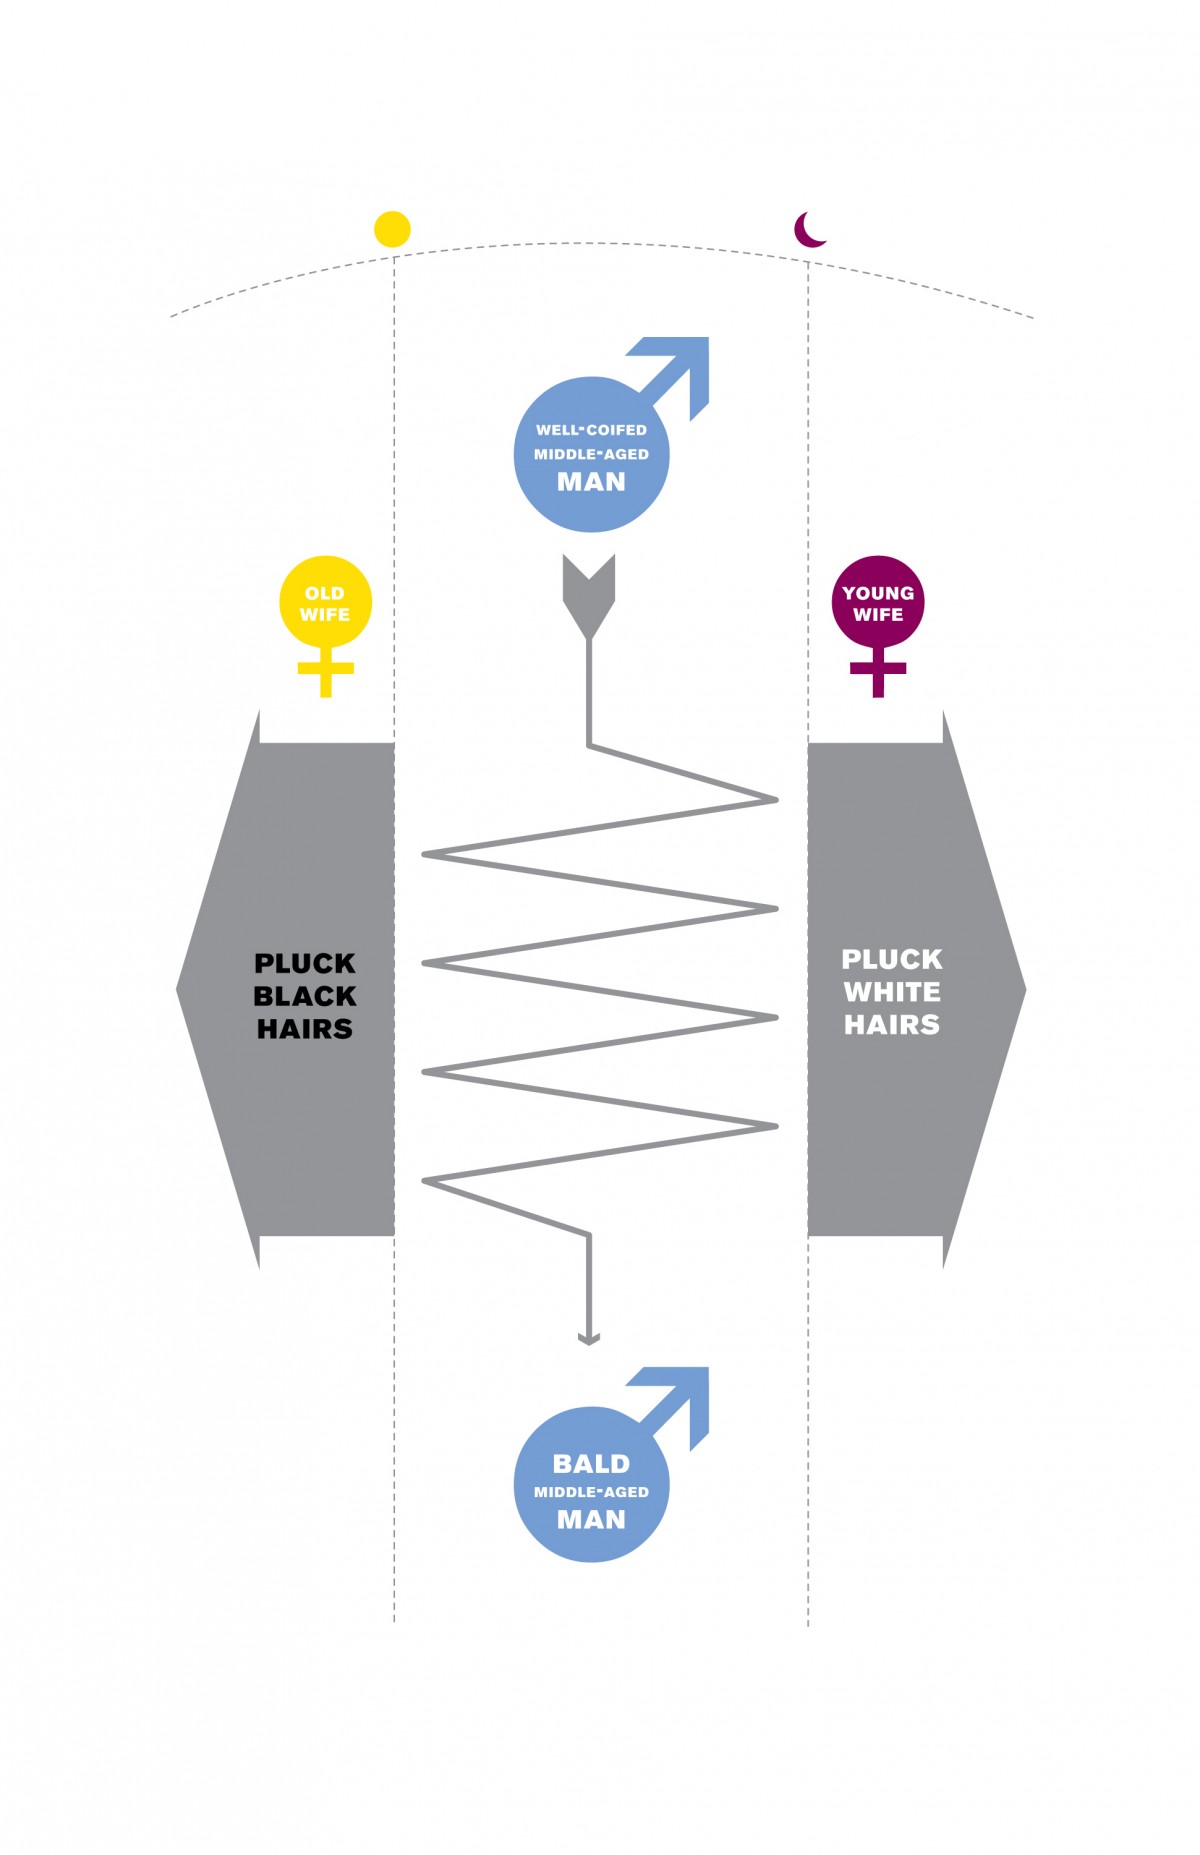 WELL-COIFED
MIDDLE-AGED
MAN
OLD
WIFE
YOUNG
WIFE
PLUCK
BLACK
HAIRS
PLUCK
WHITE
HAIRS
BALD
MIDDLE-AGED
MAN